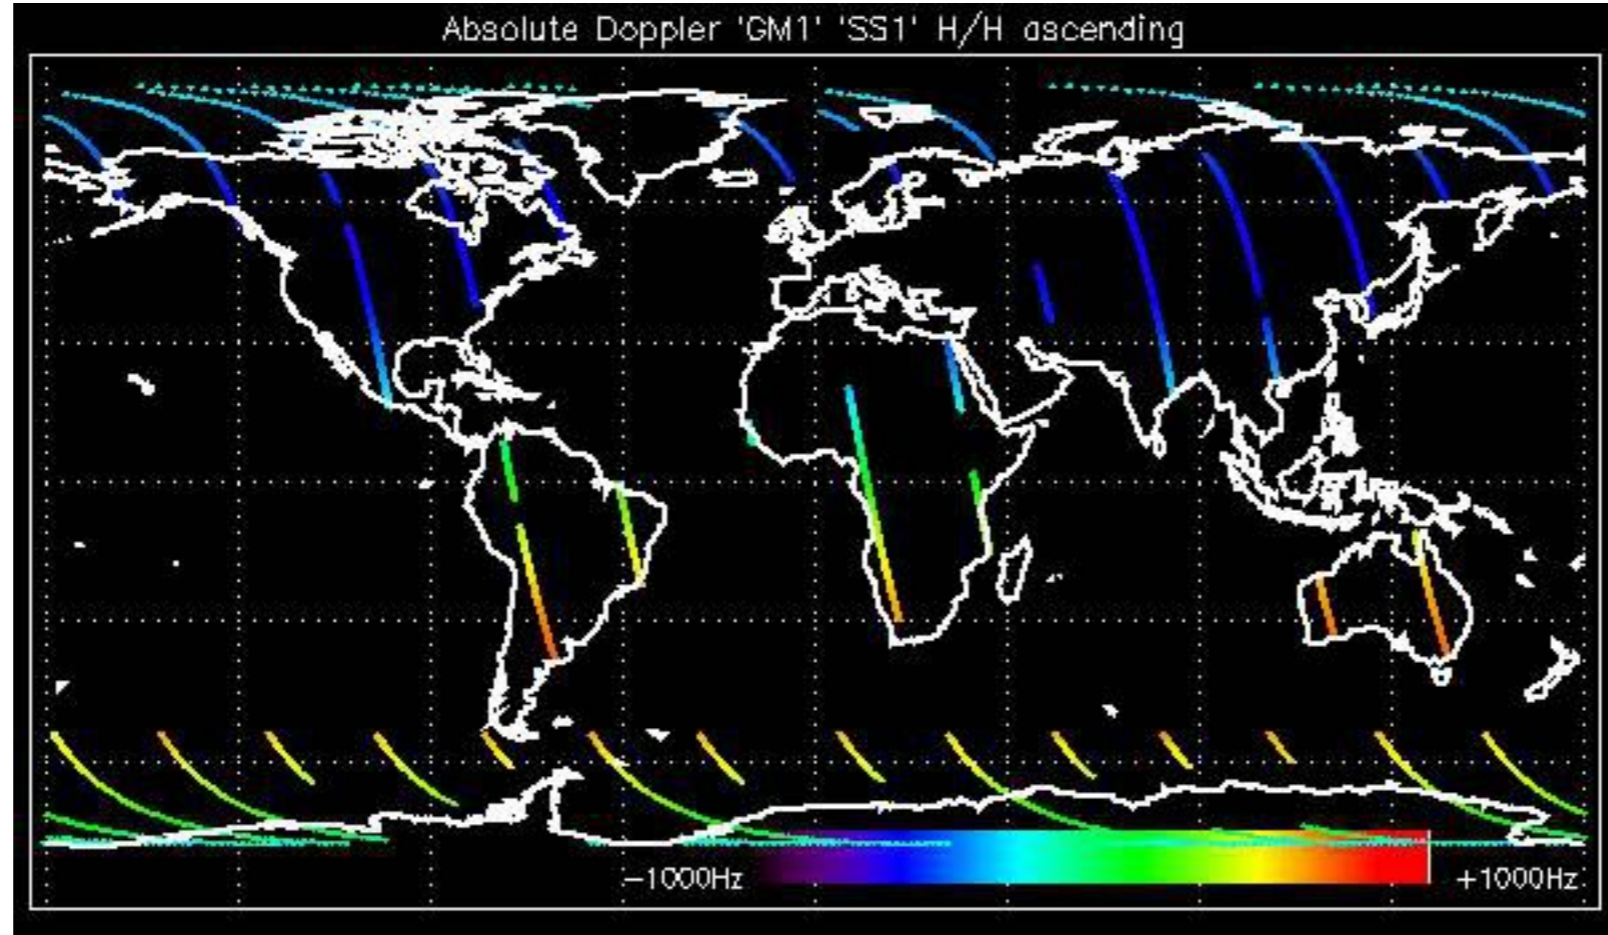 Absolute Doppler 'GM1' 'SS1' H/H ascending
−1000Hz
+1000Hz